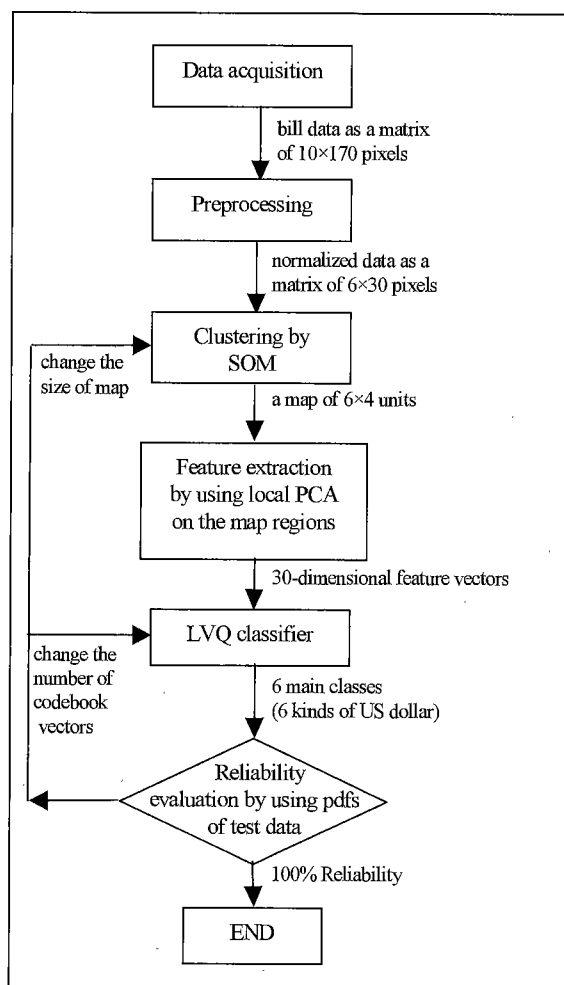 Data acquisition
bill data as a matrix
of 10×170 pixels
Preprocessing
normalized data as a
matrix of 6×30 pixels
Clustering by
SOM
change the
size of map
a map of 6×4 units
Feature extraction
by using local PCA
on the map regions
30-dimensional feature vectors
LVQ classifier
change the
number of
codebook
vectors
6 main classes
(6 kinds of US dollar)
Reliability
evaluation by using pdfs
of test data
100% Reliability
END